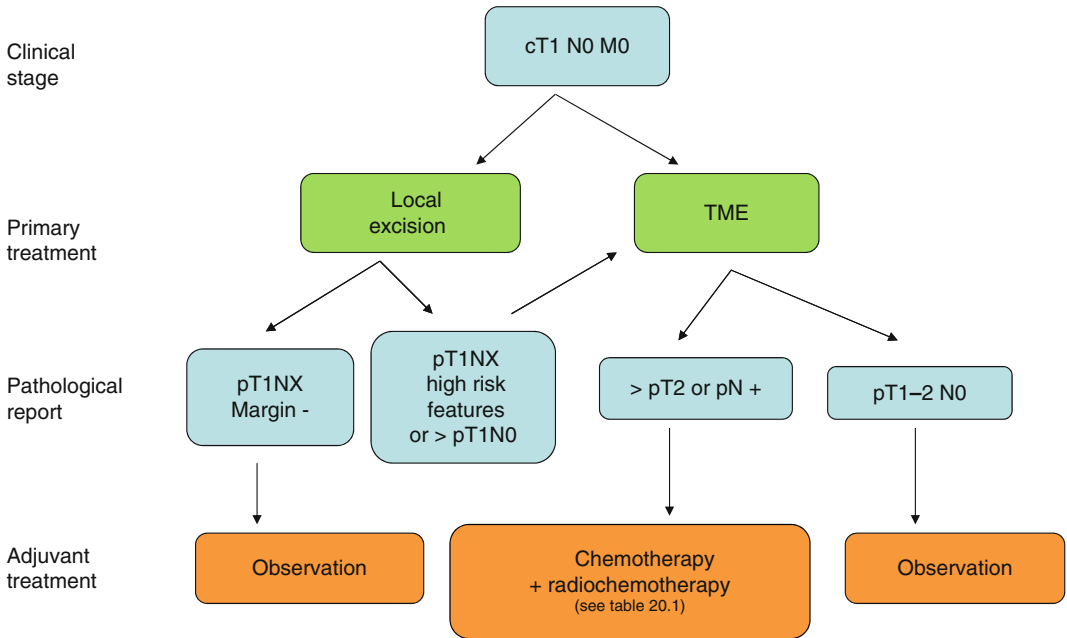 Clinical
stage
cT1 N0 M0
Primary
treatment
Local
excision
TME
Pathological
report
pT1NX
Margin -
pT1NX
high risk
features
or > pT1N0
> pT2 or pN +
pT1–2 N0
Adjuvant
treatment
Observation
Chemotherapy
+ radiochemotherapy
(see table 20.1)
Observation